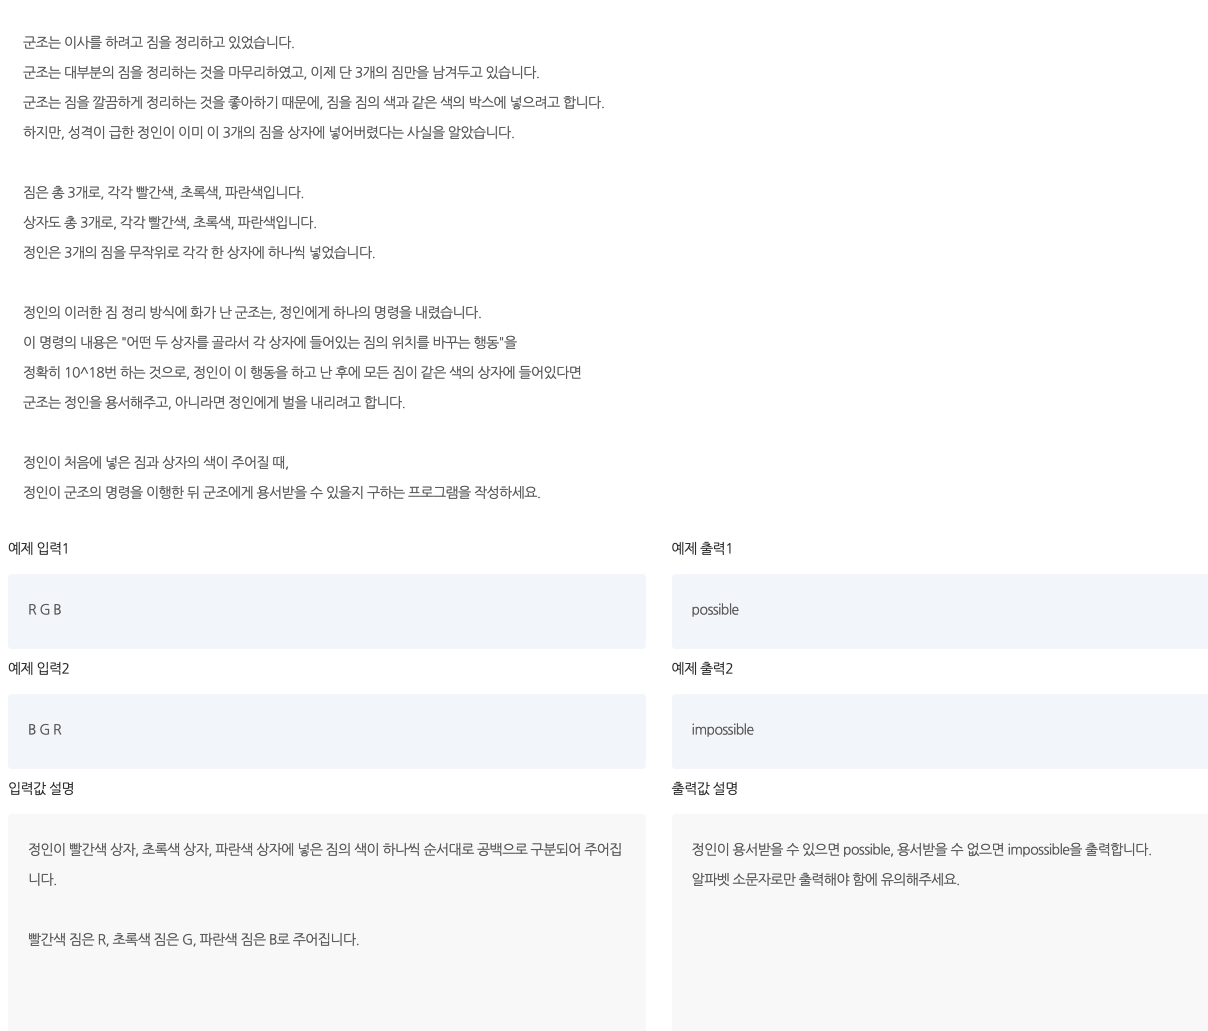 군조는 이사를 하려고 짐을 정리하고 있었습니다.
군조는 대부분의 짐을 정리하는 것을 마무리하였고, 이제 단 3개의 짐만을 남겨두고 있습니다.
군조는 짐을 깔끔하게 정리하는 것을 좋아하기 때문에, 짐을 짐의 색과 같은 색의 박스에 넣으려고 합니다.
하지만, 성격이 급한 정인이 이미 이 3개의 짐을 상자에 넣어버렸다는 사실을 알았습니다.
짐은 총 3개로, 각각 빨간색, 초록색, 파란색입니다.
상자도 총 3개로, 각각 빨간색, 초록색, 파란색입니다.
정인은 3개의 짐을 무작위로 각각 한 상자에 하나씩 넣었습니다.
정인의 이러한 짐 정리 방식에 화가 난 군조는, 정인에게 하나의 명령을 내렸습니다.
이 명령의 내용은 "어떤 두 상자를 골라서 각 상자에 들어있는 짐의 위치를 바꾸는 행동"을
정확히 10^18번 하는 것으로, 정인이 이 행동을 하고 난 후에 모든 짐이 같은 색의 상자에 들어있다면
군조는 정인을 용서해주고, 아니라면 정인에게 벌을 내리려고 합니다.
정인이 처음에 넣은 짐과 상자의 색이 주어질 때,
정인이 군조의 명령을 이행한 뒤 군조에게 용서받을 수 있을지 구하는 프로그램을 작성하세요.
예제 입력1
예제 출력1
R G B
possible
예제 입력2
예제 출력2
B G R
impossible
입력값 설명
출력값 설명
정인이 빨간색 상자, 초록색 상자, 파란색 상자에 넣은 짐의 색이 하나씩 순서대로 공백으로 구분되어 주어집
니다.
빨간색 짐은 R, 초록색 짐은 G, 파란색 짐은 B로 주어집니다.
정인이 용서받을 수 있으면 possible, 용서받을 수 없으면 impossible을 출력합니다.
알파벳 소문자로만 출력해야 함에 유의해주세요.